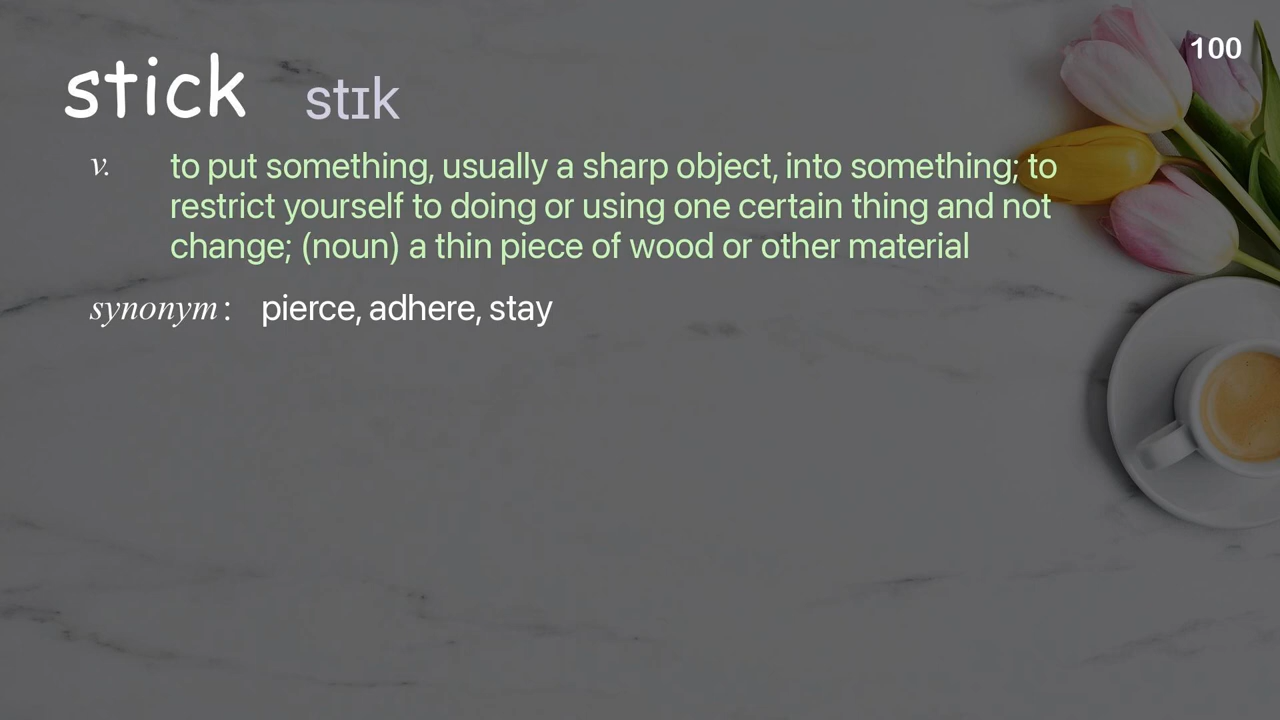 100
stick stɪk
v. to put something, usually a sharp object, into something; to
restrict yourself to doing or using one certain thing and not
change; (noun) a thin piece of wood or other material
synonym : pierce, adhere, stay